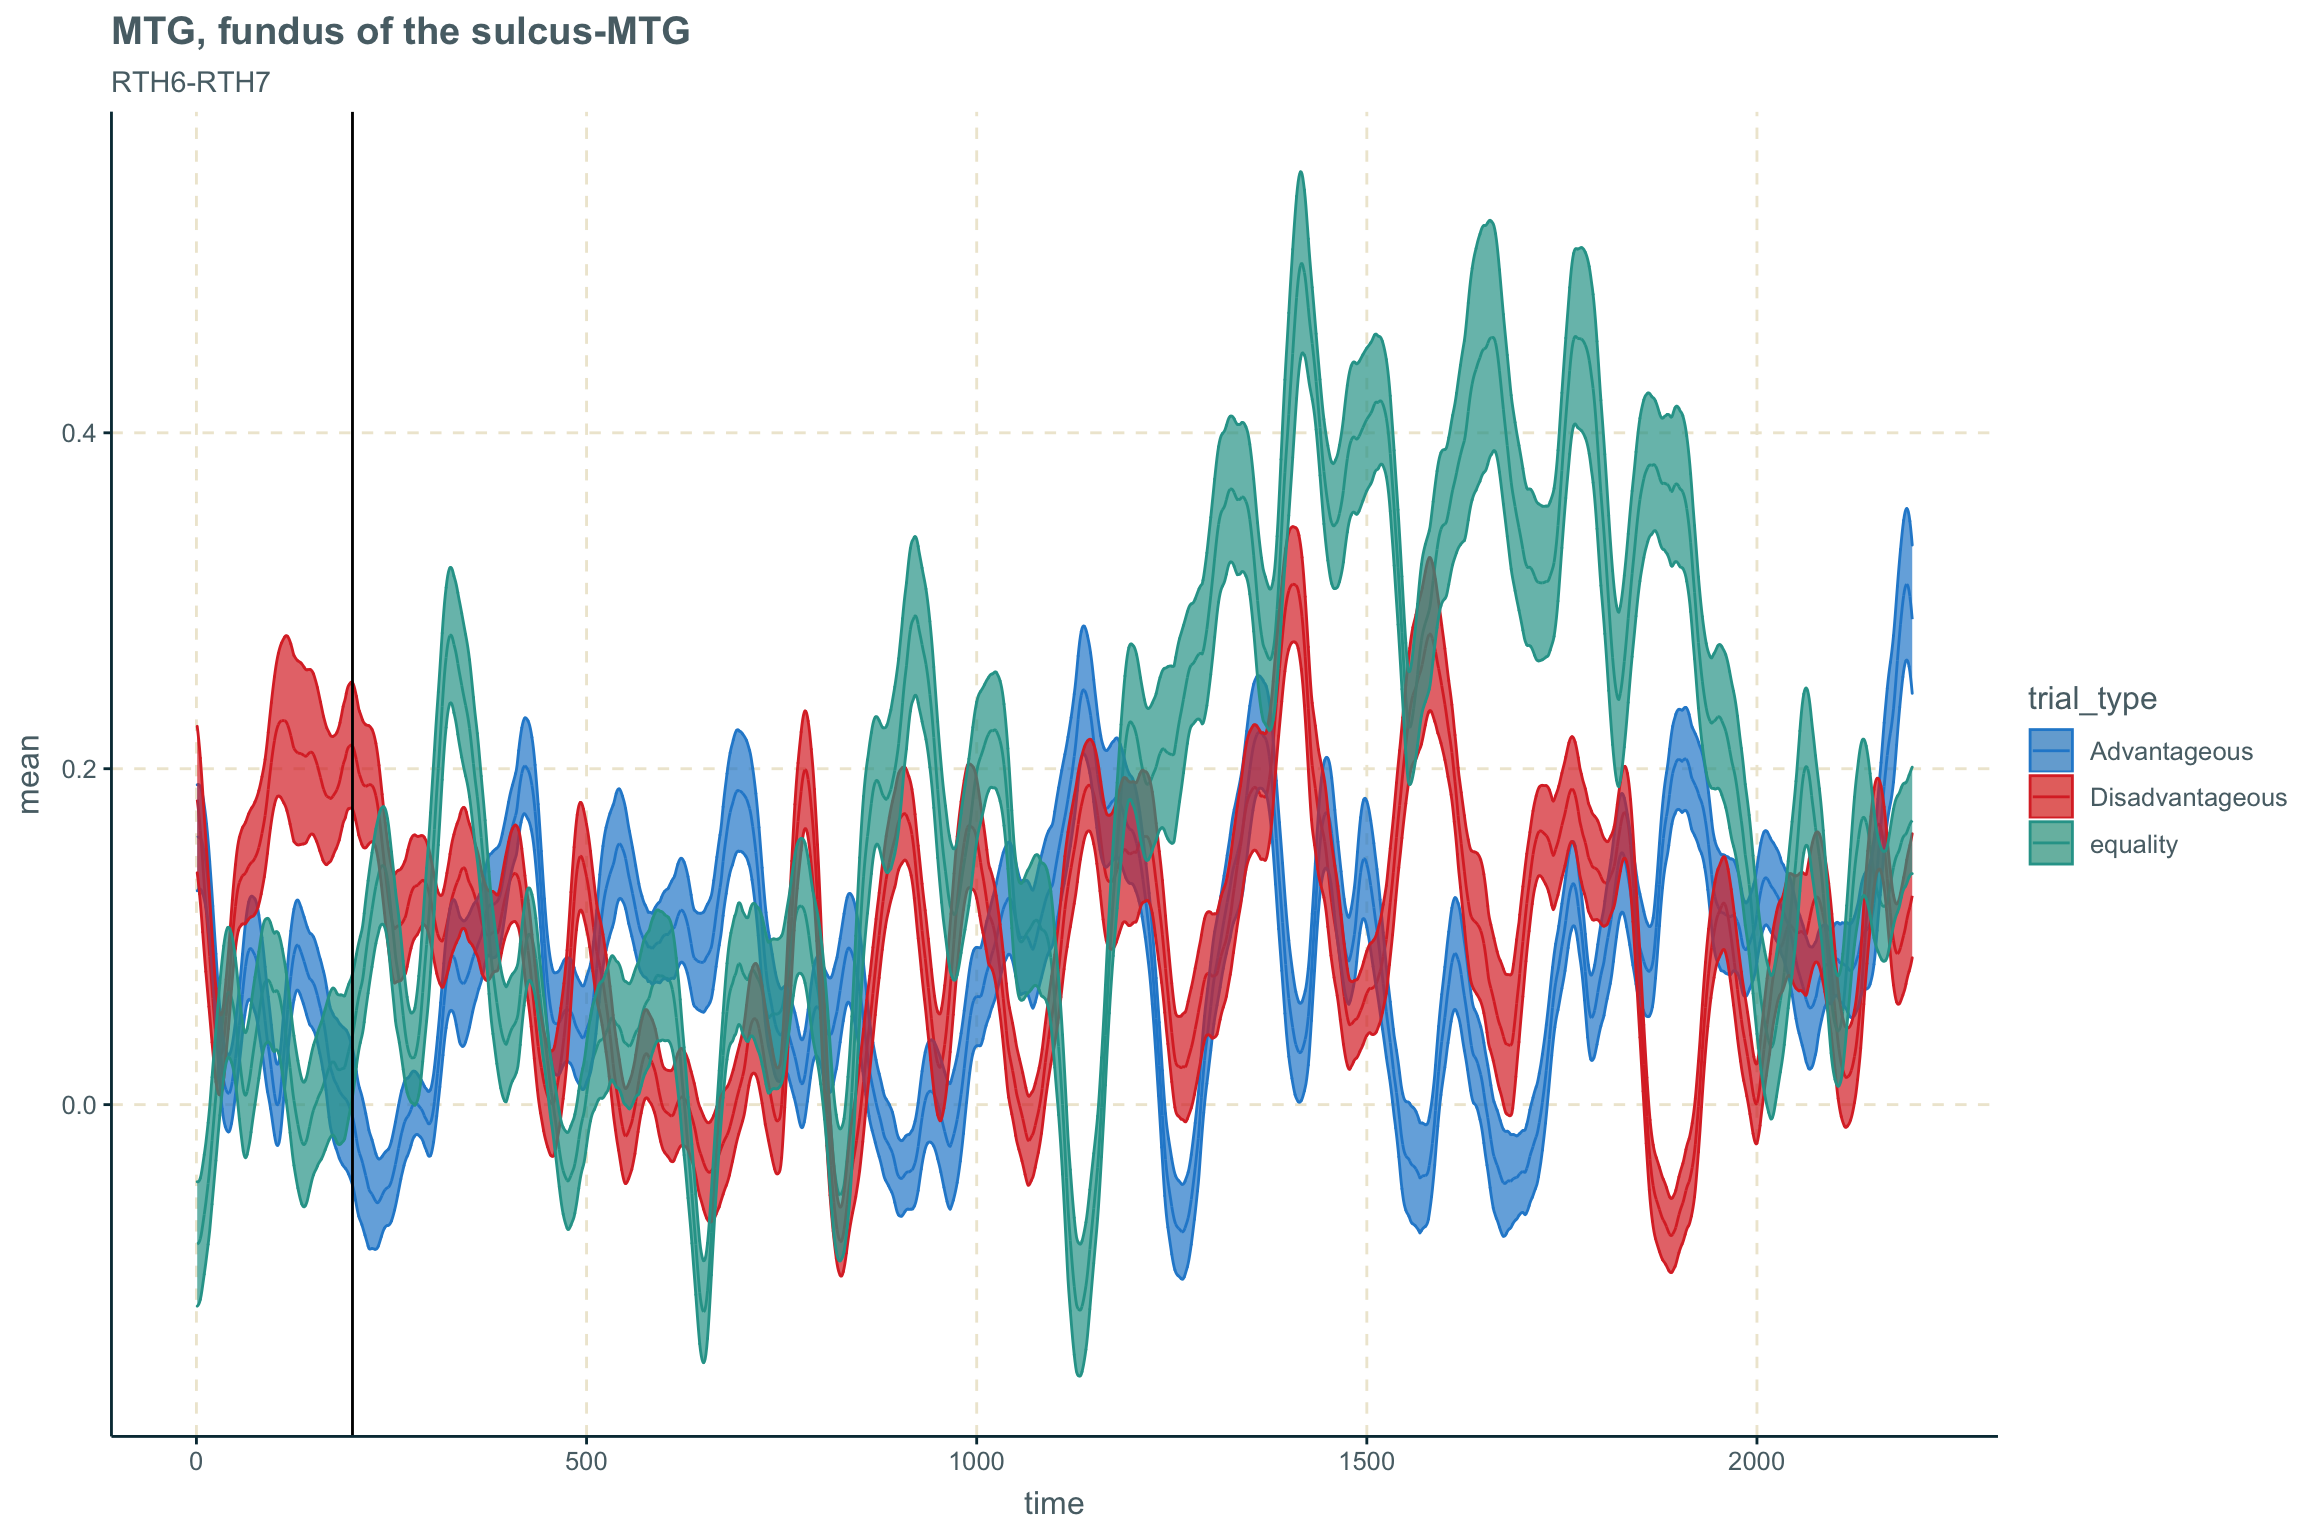 MTG, fundus of the sulcus-MTG
RTH6-RTH7
mean
0.4
0.2
0.0
0
500
1000
1500
2000
time
trial_type
Advantageous
Disadvantageous
equality